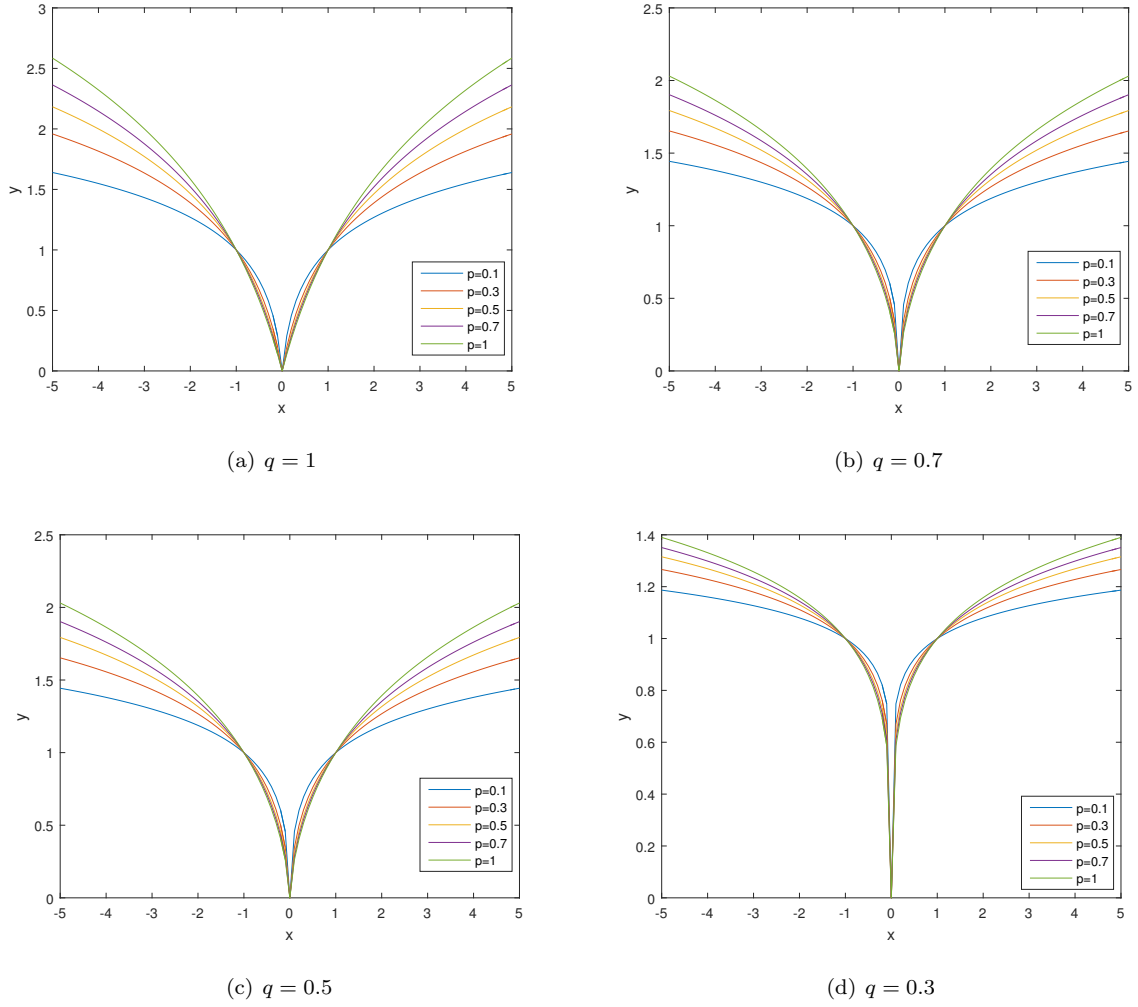 3
2.5
2
1.5
1
0.5
0
y
-5 -4 -3 -2 -1 0 1 2 3 4 5
x
p=0.1
p=0.3
p=0.5
p=0.7
p=1
(a) q = 1
2.5
2
1.5
1
0.5
0
y
-5 -4 -3 -2 -1 0 1 2 3 4 5
x
p=0.1
p=0.3
p=0.5
p=0.7
p=1
(b) q = 0.7
2.5
2
1.5
1
0.5
0
y
-5 -4 -3 -2 -1 0 1 2 3 4 5
x
p=0.1
p=0.3
p=0.5
p=0.7
p=1
(c) q = 0.5
1.4
1.2
1
0.8
0.6
0.4
0.2
0
y
-5 -4 -3 -2 -1 0 1 2 3 4 5
x
p=0.1
p=0.3
p=0.5
p=0.7
p=1
(d) q = 0.3